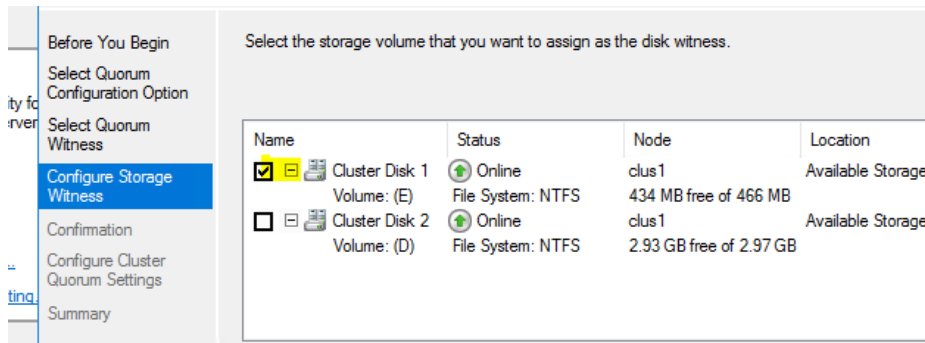 Before You Begin
Select Quorum
Configuration Option
Select Quorum
Witness
Configure Storage
Witness
Confirmation
Configure Cluster
Quorum Settings
Summary
Select the storage volume that you want to assign as the disk witness.
Name Status Node Location
Cluster Disk 1 Online clus1 Available Storage
Volume: (E) File System: NTFS 434 MB free of 466 MB
Cluster Disk 2 Online clus1 Available Storage
Volume: (D) File System: NTFS 2.93 GB free of 2.97 GB